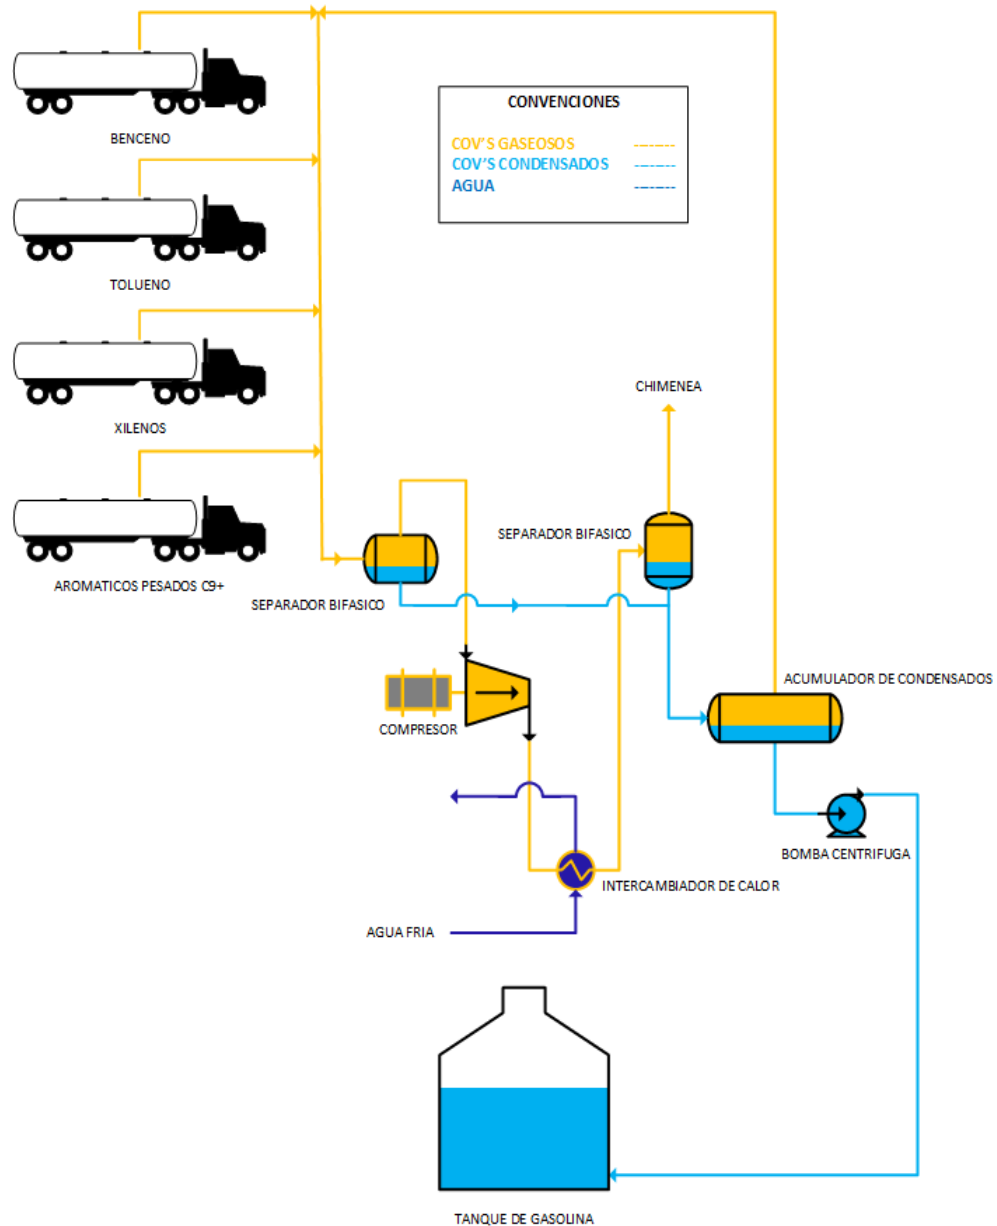 BENCENO
CONVENCIONES
COV'S GASEOSOS --------
COV'S CONDENSADOS --------
AGUA --------
TOLUENO
XILENOS
CHIMENEA
SEPARADOR BIFASICO
AROMATICOS PESADOS C9+
SEPARADOR BIFASICO
ACUMULADOR DE CONDENSADOS
COMPRESOR
BOMBA CENTRIFUGA
INTERCAMBIADOR DE CALOR
AGUA FRIA
TANQUE DE GASOLINA